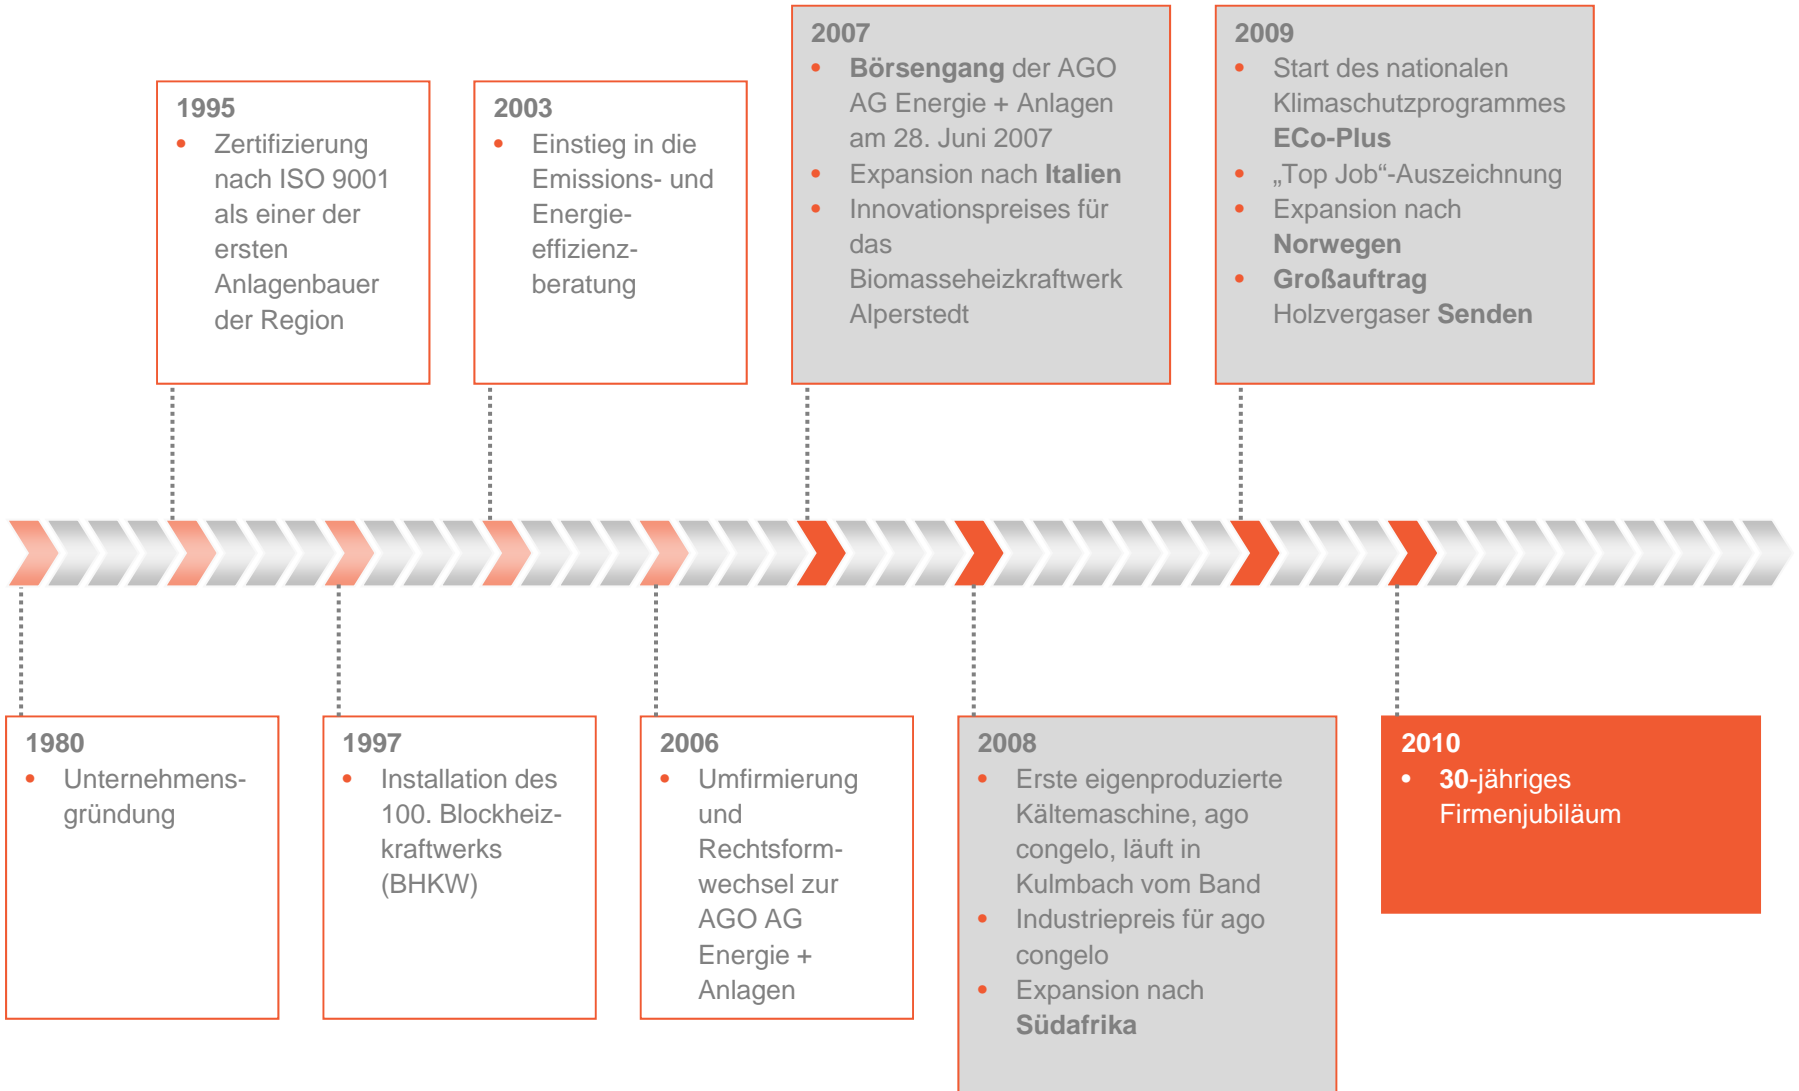 1995
• Zertifizierung
nach ISO 9001
als einer der
ersten
Anlagenbauer
der Region
2003
• Einstieg in die
Emissions- und
Energie-
effizienz-
beratung
2007
• Börsengang der AGO
AG Energie + Anlagen
am 28. Juni 2007
• Expansion nach Italien
• Innovationspreises für
das
Biomasseheizkraftwerk
Alperstedt
2009
• Start des nationalen
Klimaschutzprogrammes
ECo-Plus
• „Top Job“-Auszeichnung
• Expansion nach
Norwegen
• Großauftrag
Holzvergaser Senden
1980
• Unternehmens-
gründung
1997
• Installation des
100. Blockheiz-
kraftwerks
(BHKW)
2006
• Umfirmierung
und
Rechtsform-
wechsel zur
AGO AG
Energie +
Anlagen
2008
• Erste eigenproduzierte
Kältemaschine, ago
congelo, läuft in
Kulmbach vom Band
• Industriepreis für ago
congelo
• Expansion nach
Südafrika
2010
• 30-jähriges
Firmenjubiläum